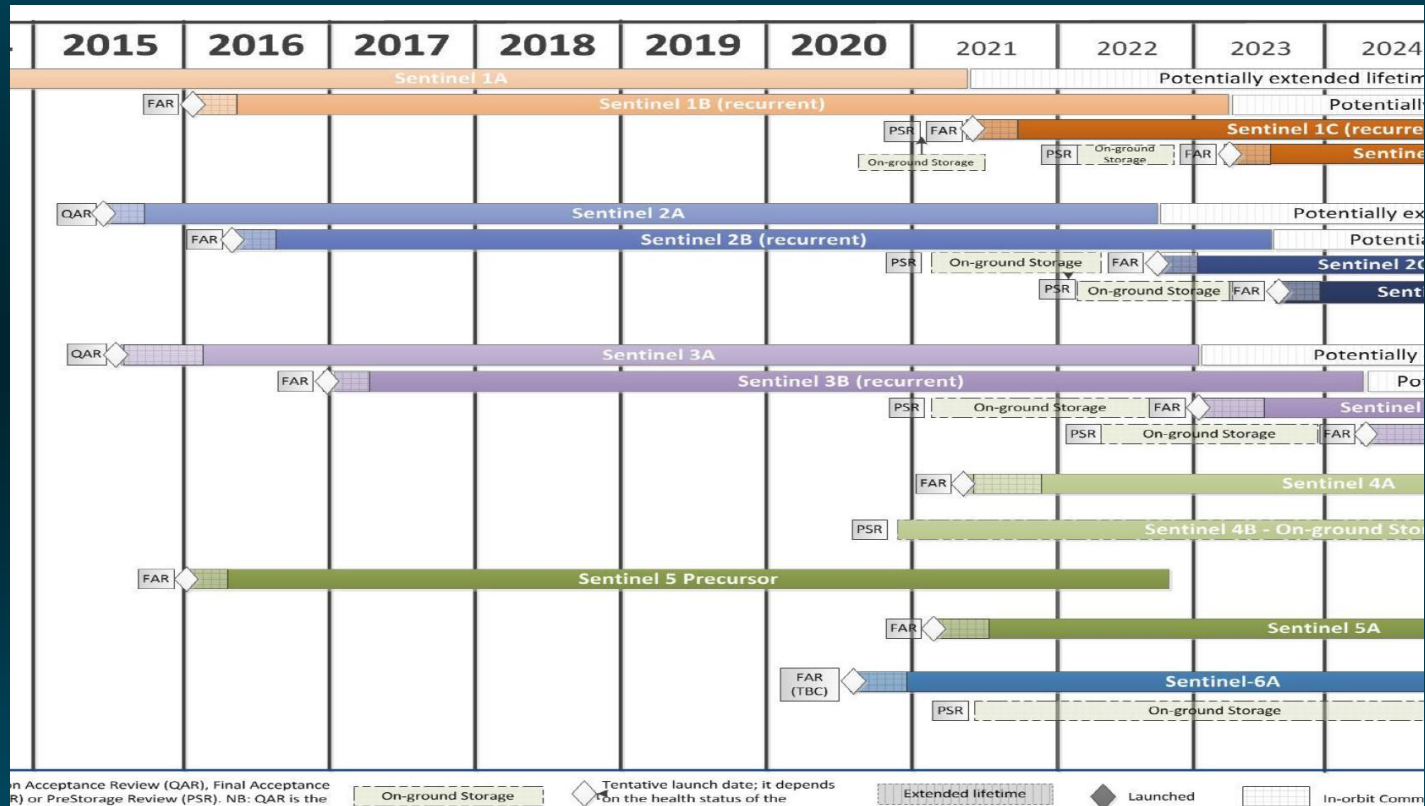 2015 2016 2017 2018 2019 2020 2021 2022 2023 2024
Sentinel 1A Potentially extended lifetim
FAR Sentinel 1B (recurrent) Potentially
PSR FAR Sentinel 1C (recurre
On-ground Storage
PSR On-ground Storage FAR Sentine
QAR Sentinel 2A Potentially ex
FAR Sentinel 2B (recurrent) Potentia
PSR On-ground Storage FAR Sentinel 2C
PSR On-ground Storage FAR Senti
QAR Sentinel 3A Potentially
FAR Sentinel 3B (recurrent) Po
PSR On-ground Storage FAR Sentinel
PSR On-ground Storage FAR
FAR Sentinel 4A
PSR Sentinel 4B - On-ground Sto
FAR Sentinel 5 Precursor
FAR Sentinel 5A
FAR (TBC) Sentinel-6A
PSR On-ground Storage
n Acceptance Review (QAR), Final Acceptance
R) or PreStorage Review (PSR). NB: QAR is the
On-ground Storage
Tentative launch date; it depends
on the health status of the
Extended lifetime
Launched
In-orbit Comm